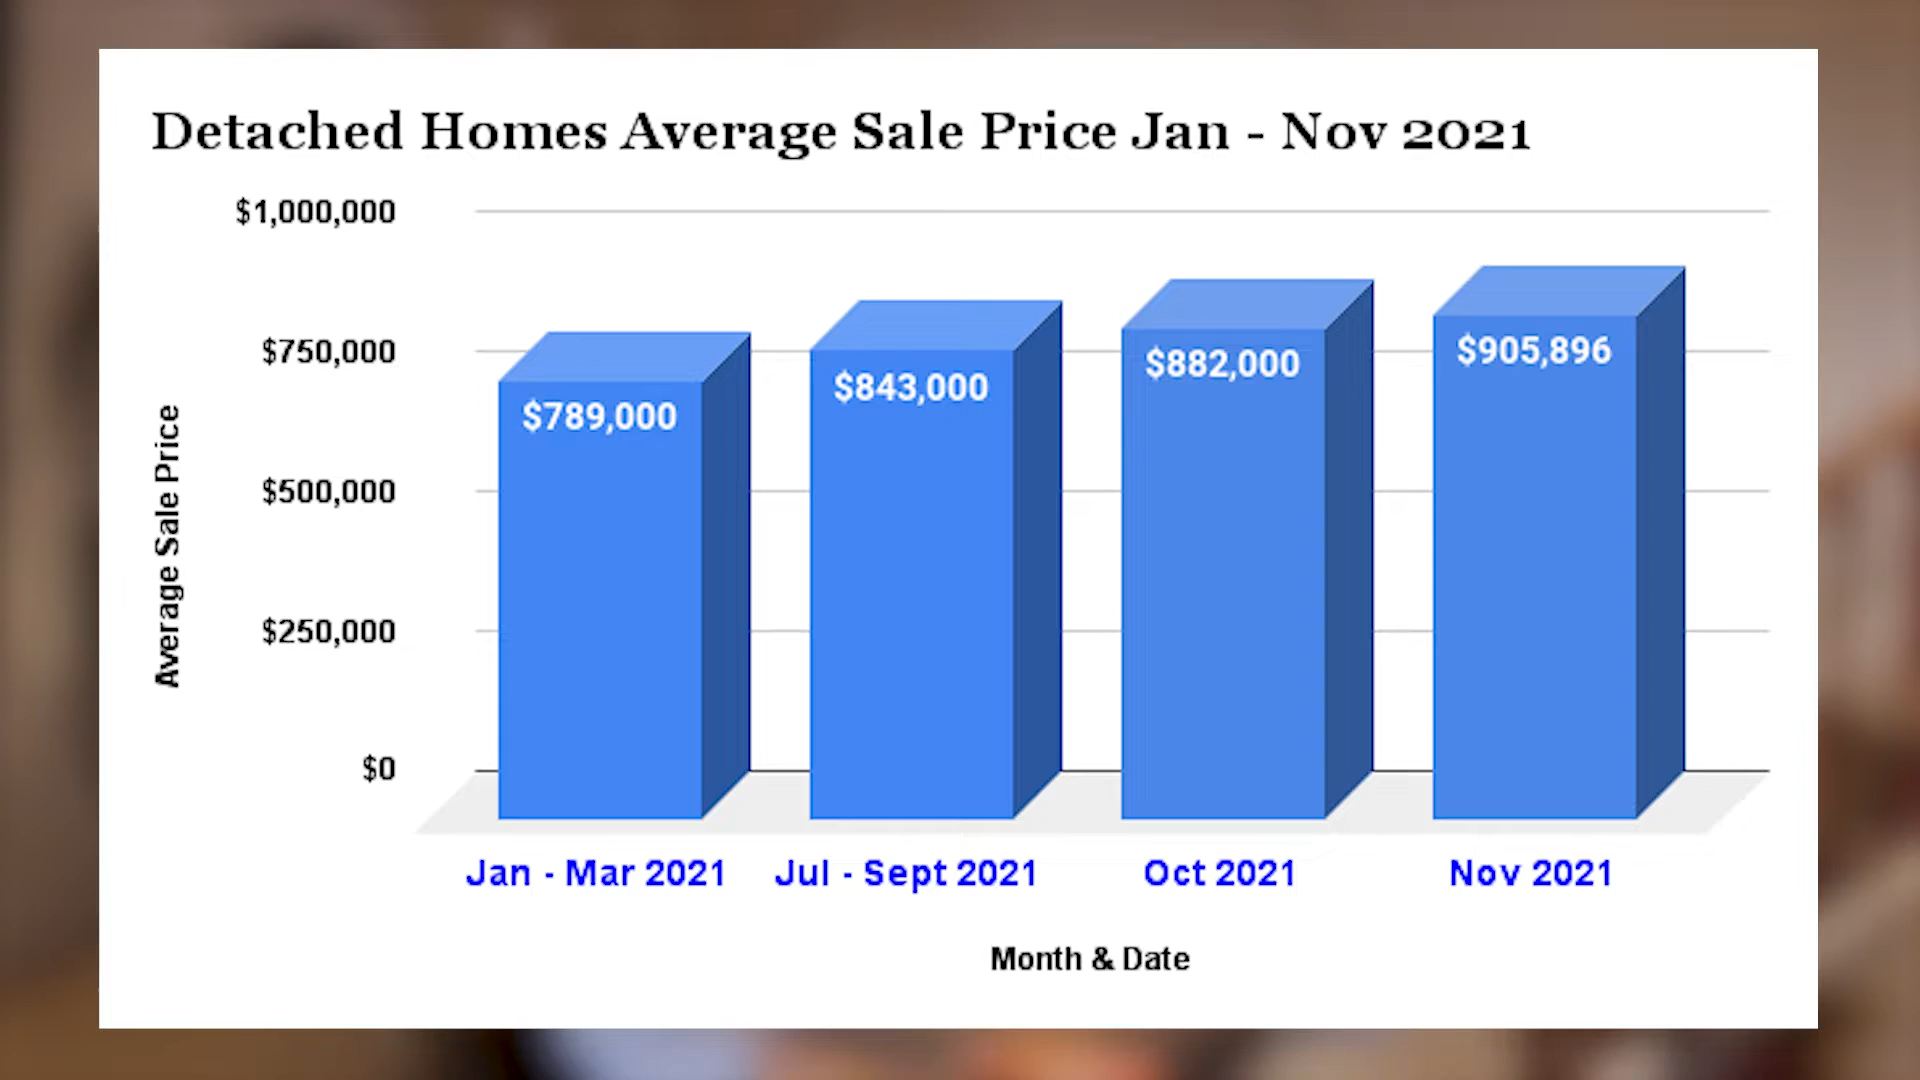 Detached Homes Average Sale Price Jan - Nov 2021
$1,000,000
$750,000
$500,000
$250,000
$0
Average Sale Price
$789,000
$843,000
$882,000
$905,896
Jan - Mar 2021
Jul - Sept 2021
Oct 2021
Nov 2021
Month & Date